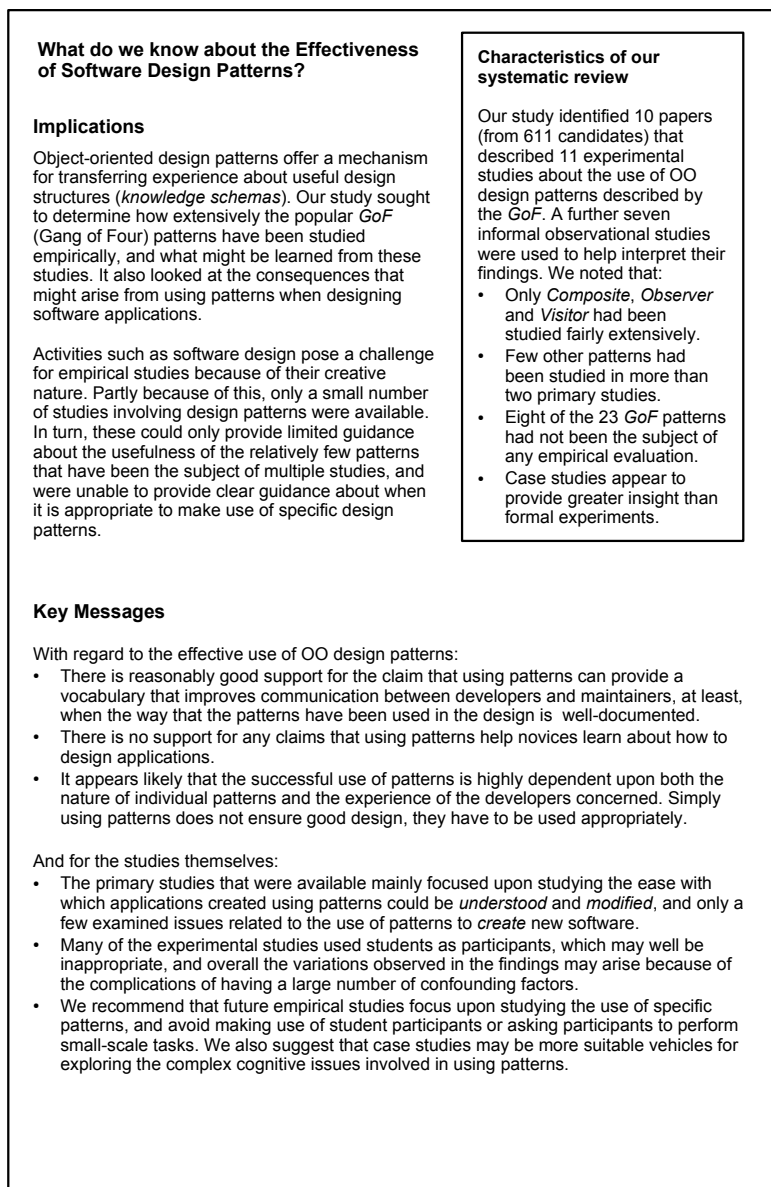 What do we know about the Effectiveness
of Software Design Patterns?
Implications
Object-oriented design patterns offer a mechanism
for transferring experience about useful design
structures (knowledge schemas). Our study sought
to determine how extensively the popular GoF
(Gang of Four) patterns have been studied
empirically, and what might be learned from these
studies. It also looked at the consequences that
might arise from using patterns when designing
software applications.
Activities such as software design pose a challenge
for empirical studies because of their creative
nature. Partly because of this, only a small number
of studies involving design patterns were available.
In turn, these could only provide limited guidance
about the usefulness of the relatively few patterns
that have been the subject of multiple studies, and
were unable to provide clear guidance about when
it is appropriate to make use of specific design
patterns.
Characteristics of our
systematic review
Our study identified 10 papers
(from 611 candidates) that
described 11 experimental
studies about the use of OO
design patterns described by
the GoF. A further seven
informal observational studies
were used to help interpret their
findings. We noted that:
• Only Composite, Observer
and Visitor had been
studied fairly extensively.
• Few other patterns had
been studied in more than
two primary studies.
• Eight of the 23 GoF patterns
had not been the subject of
any empirical evaluation.
• Case studies appear to
provide greater insight than
formal experiments.
Key Messages
With regard to the effective use of OO design patterns:
• There is reasonably good support for the claim that using patterns can provide a
vocabulary that improves communication between developers and maintainers, at least,
when the way that the patterns have been used in the design is well-documented.
• There is no support for any claims that using patterns help novices learn about how to
design applications.
• It appears likely that the successful use of patterns is highly dependent upon both the
nature of individual patterns and the experience of the developers concerned. Simply
using patterns does not ensure good design, they have to be used appropriately.
And for the studies themselves:
• The primary studies that were available mainly focused upon studying the ease with
which applications created using patterns could be understood and modified, and only a
few examined issues related to the use of patterns to create new software.
• Many of the experimental studies used students as participants, which may well be
inappropriate, and overall the variations observed in the findings may arise because of
the complications of having a large number of confounding factors.
• We recommend that future empirical studies focus upon studying the use of specific
patterns, and avoid making use of student participants or asking participants to perform
small-scale tasks. We also suggest that case studies may be more suitable vehicles for
exploring the complex cognitive issues involved in using patterns.